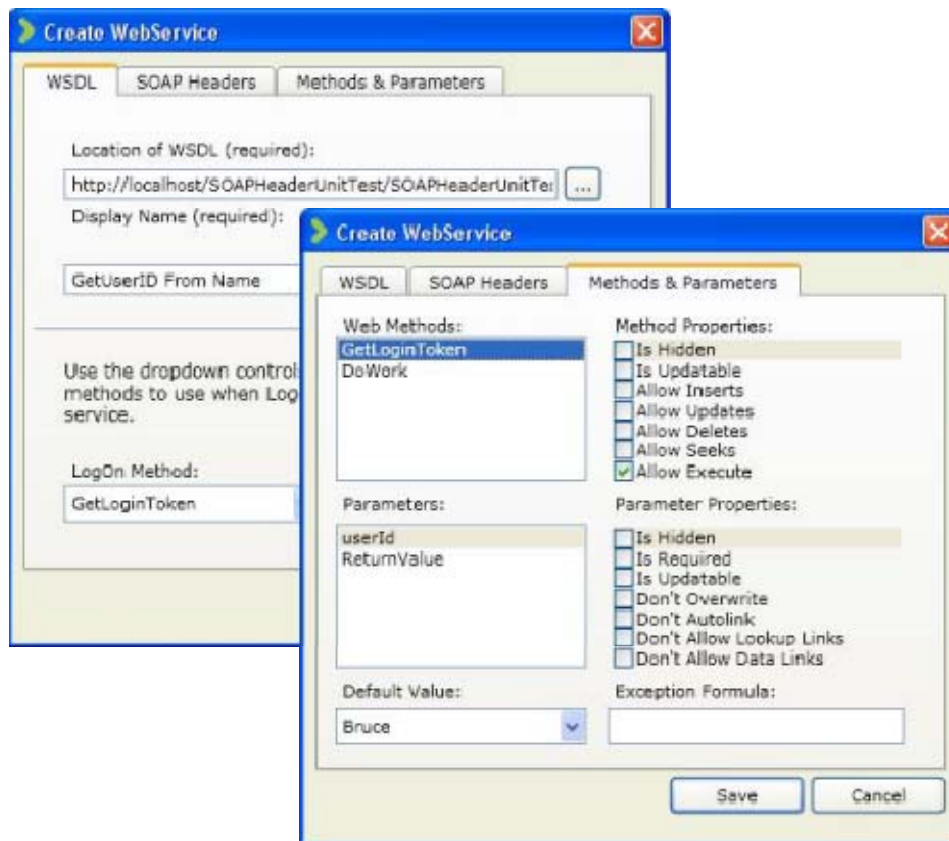 Create WebService
WSDL SOAP Headers Methods & Parameters
Location of WSDL (required):
http://localhost/SOAPHeaderUnitTest/SOAPHeaderUnitTe ...
Display Name (required):
GetUserID From Name
Use the dropdown control
methods to use when Log
service.
LogOn Method:
GetLoginToken
Create WebService
WSDL SOAP Headers Methods & Parameters
Web Methods:
GetLoginToken
DoWork
Method Properties:
Is Hidden
Is Updatable
Allow Inserts
Allow Updates
Allow Deletes
Allow Seeks
Allow Execute
Parameters:
userId
ReturnValue
Parameter Properties:
Is Hidden
Is Required
Is Updatable
Don't Overwrite
Don't Autolink
Don't Allow Lookup Links
Don't Allow Data Links
Default Value:
Bruce
Exception Formula:
Save Cancel